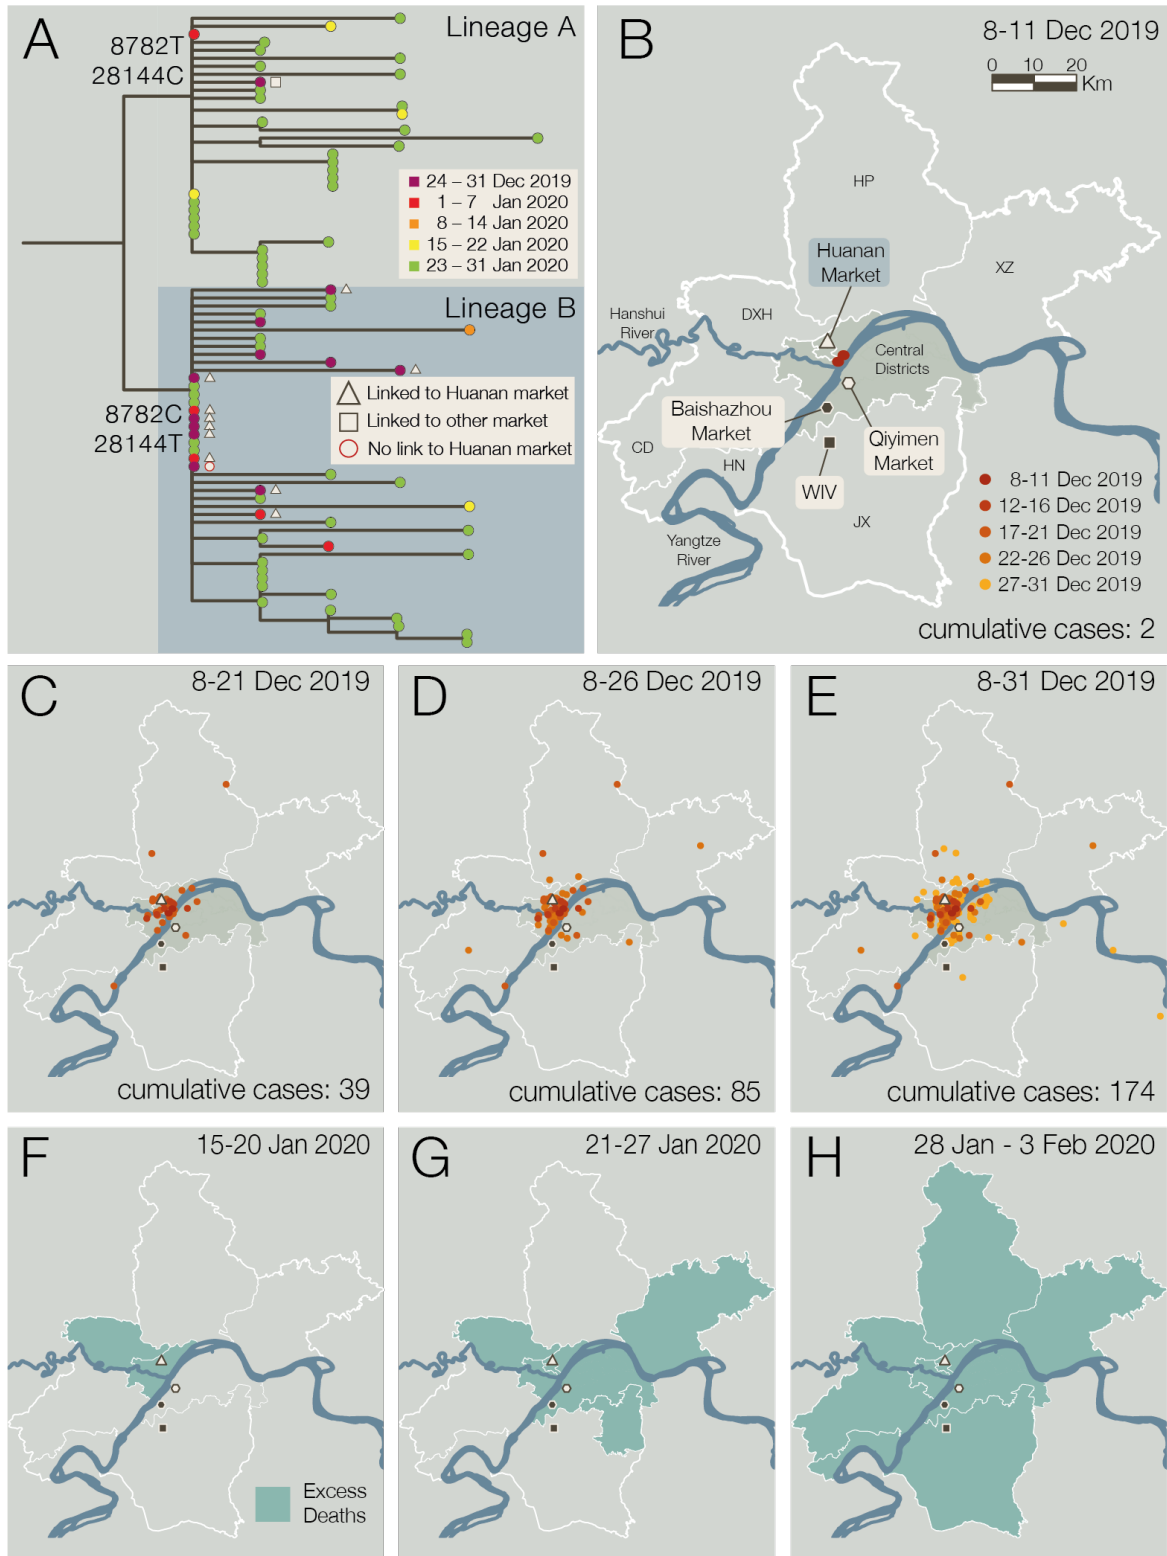 A
Lineage A
8782T
28144C
24 – 31 Dec 2019
1 – 7 Jan 2020
8 – 14 Jan 2020
15 – 22 Jan 2020
23 – 31 Jan 2020
Lineage B
Linked to Huanan market
Linked to other market
No link to Huanan market
8782C
28144T
B
8-11 Dec 2019
0 10 20
Km
HP
Huanan
Market
XZ
DXH
Hanshui
River
Central
Districts
Baishazhou
Market
Qiyimen
Market
CD
HN
WIV
JX
Yangtze
River
8-11 Dec 2019
12-16 Dec 2019
17-21 Dec 2019
22-26 Dec 2019
27-31 Dec 2019
cumulative cases: 2
C
8-21 Dec 2019
cumulative cases: 39
D
8-26 Dec 2019
cumulative cases: 85
E
8-31 Dec 2019
cumulative cases: 174
F
15-20 Jan 2020
Excess
Deaths
G
21-27 Jan 2020
H
28 Jan - 3 Feb 2020